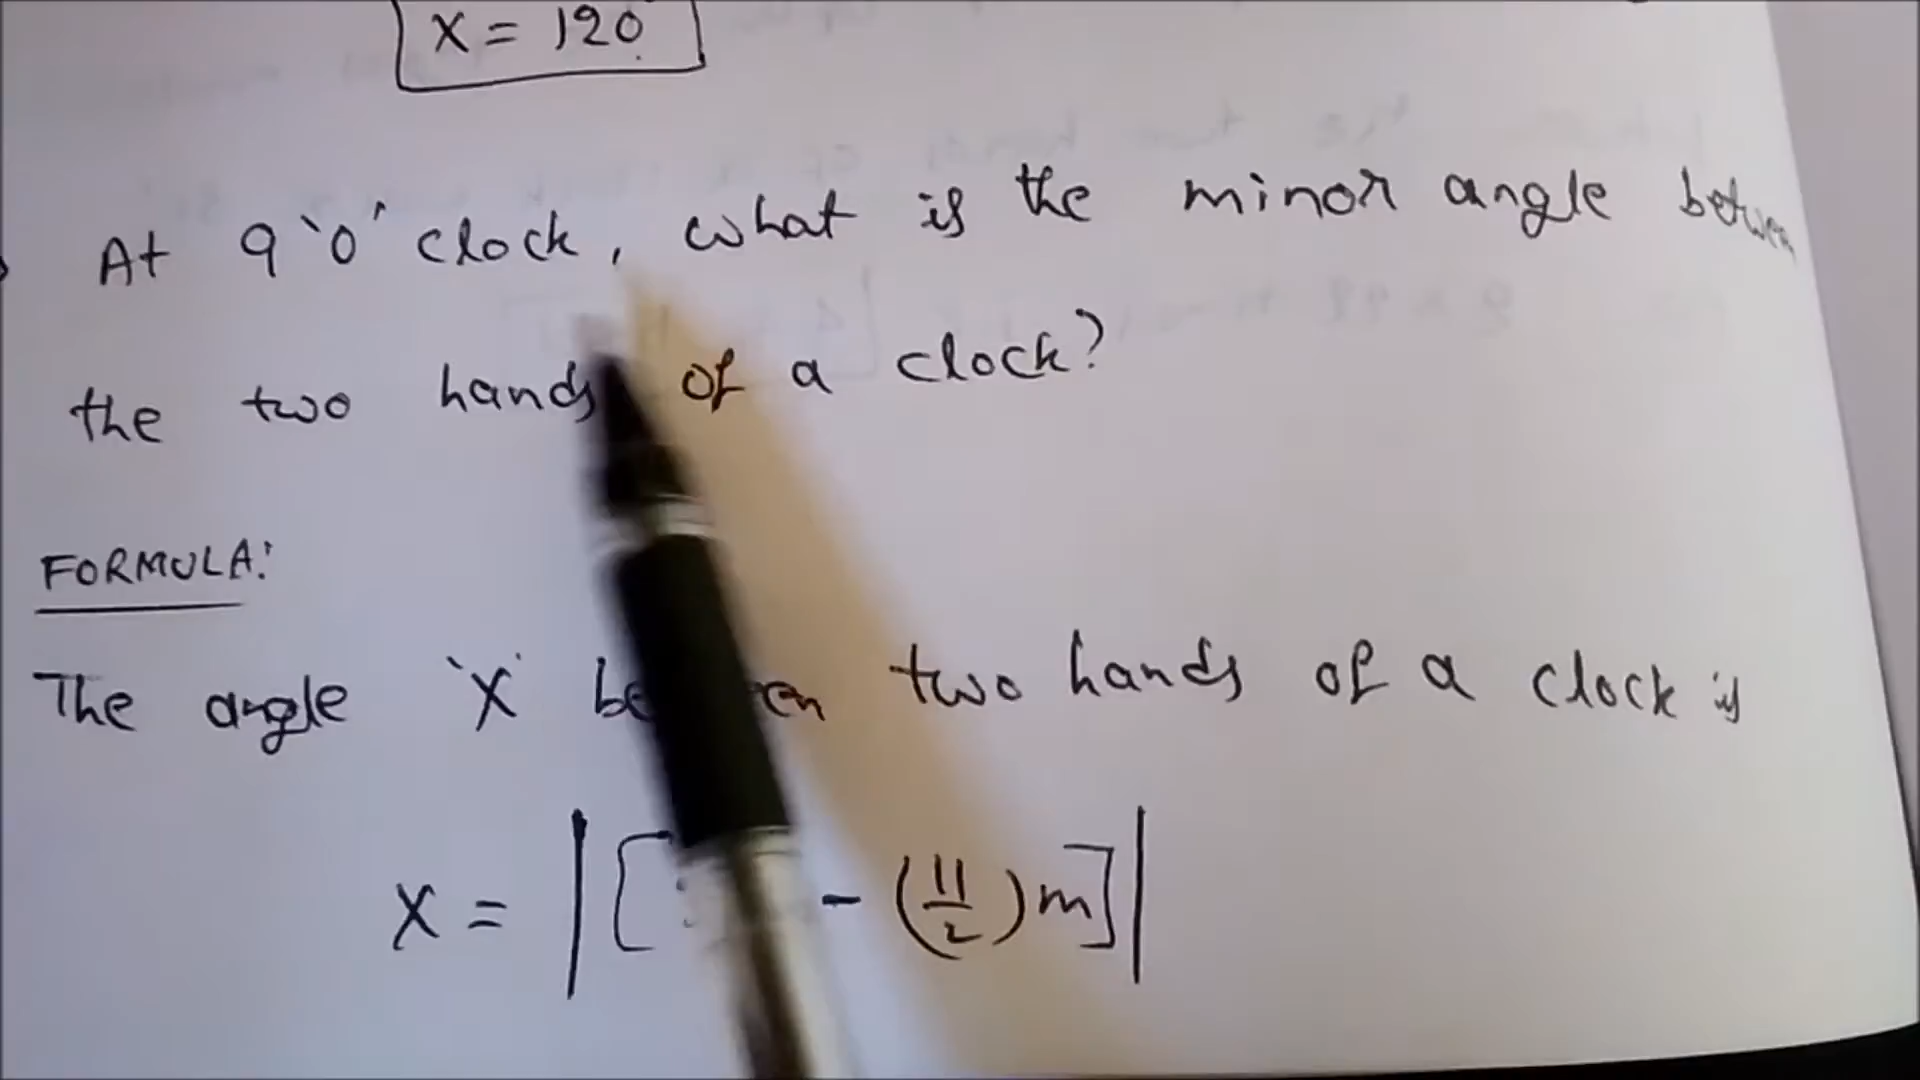 X = 120°
At 9 'o' clock, what is the minor angle between
the two hands of a clock?
FORMULA:
The angle 'X' two hands of a clock is
X = |[ - (11/2)m]|